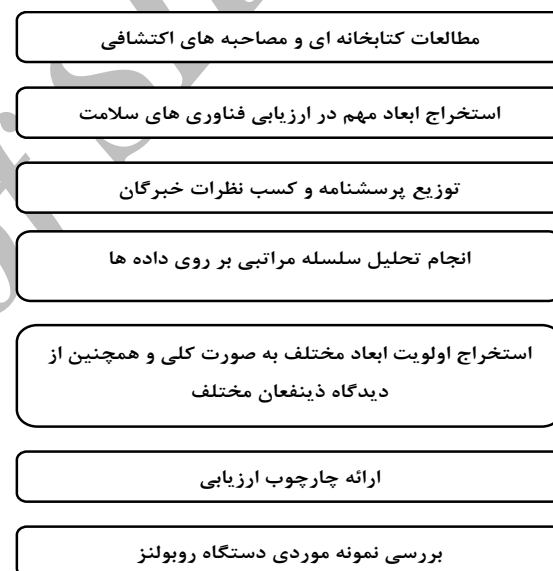 مطالعات کتابخانه ای و مصاحبه های اکتشافی
استخراج ابعاد مهم در ارزیابی فناوری های سلامت
توزیع پرسشنامه و کسب نظرات خبرگان
انجام تحلیل سلسله مراتبی بر روی داده ها
استخراج اولویت ابعاد مختلف به صورت کلی و همچنین از
دیدگاه ذینفعان مختلف
ارائه چارچوب ارزیابی
بررسی نمونه موردی دستگاه روبولنز